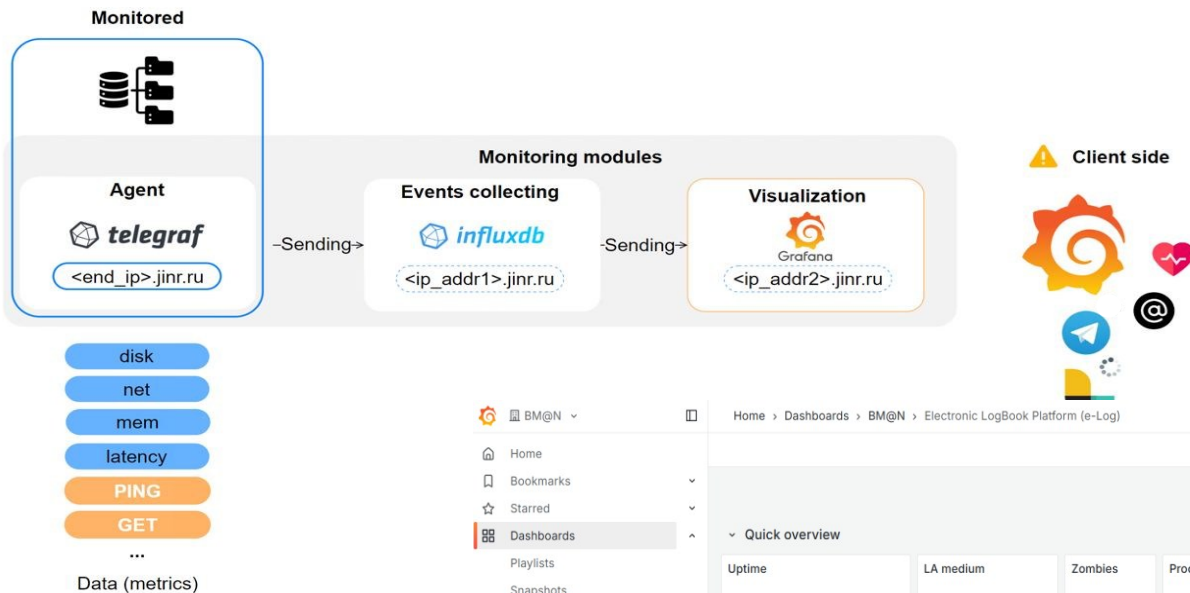 Monitored
Monitoring modules
Agent
telegraf
<end_ip>.jinr.ru
Sending
Events collecting
influxdb
<ip_addr1>.jinr.ru
Sending
Visualization
Grafana
<ip_addr2>.jinr.ru
Client side
@
disk
net
mem
latency
PING
GET
...
Data (metrics)
BM@N
Home > Dashboards > BM@N > Electronic LogBook Platform (e-Log)
Home
Bookmarks
Starred
Dashboards
Playlists
Snapshots
Quick overview
Uptime
LA medium
Zombies